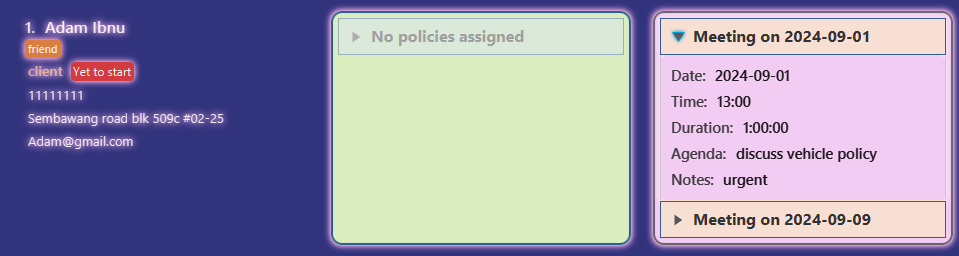 1. Adam Ibnu
friend
client Yet to start
11111111
Sembawang road blk 509c #02-25
Adam@gmail.com
No policies assigned
Meeting on 2024-09-01
Date: 2024-09-01
Time: 13:00
Duration: 1:00:00
Agenda: discuss vehicle policy
Notes: urgent
Meeting on 2024-09-09